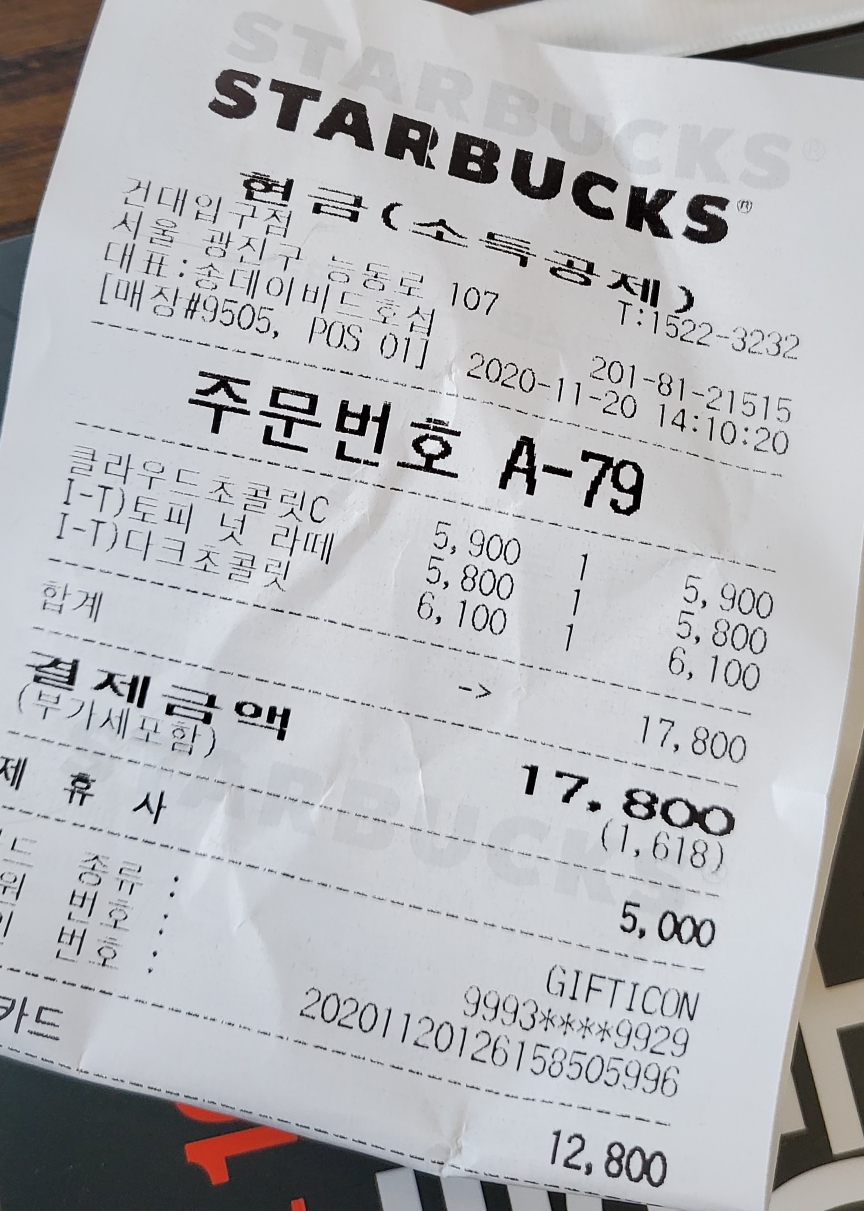 STARBUCKS®
STARBUCKS®
현금(소득공제)
건대입구점 T:1522-3232
서울 광진구 능동로 107
대표:송데이비드호섭 201-81-21515
[매장#9505, POS 01] 2020-11-20 14:10:20
주문번호 A-79
클라우드초콜릿C 5,900 1 5,900
I-T)토피 넛 라떼 5,800 1 5,800
I-T)다크초콜릿 6,100 1 6,100
합계 -> 17,800
결제금액 17,800
(부가세포함) (1,618)
제 휴 사 5,000
드 종류 : GIFTICON
원 번호 : 9993****9929
인 번호 : 20201120126158505996
카드 12,800
STARBUCKS